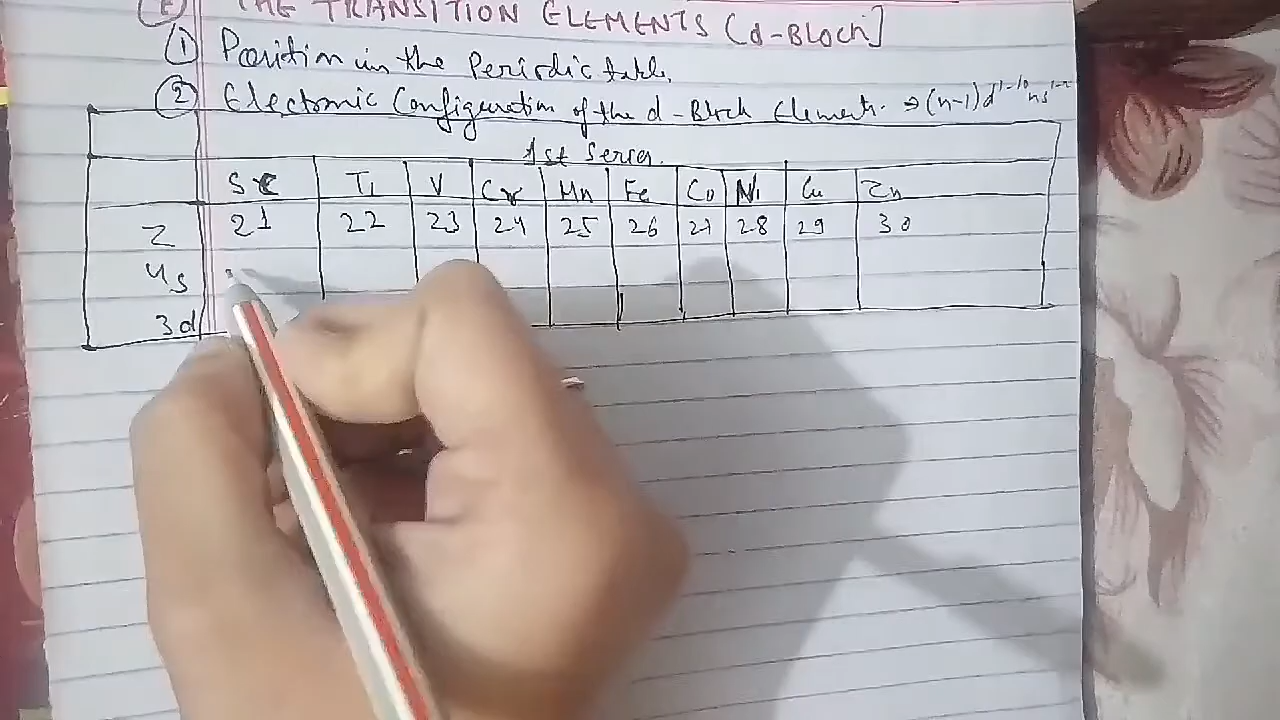 THE TRANSITION ELEMENTS [d-Block]
① Position in the Periodic table.
② Electronic Configuration of the d-Block Elements. → (n-1)d¹⁻¹⁰ns¹⁻²
1st Series.
Sc Ti V Cr Mn Fe Co Ni Cu Zn
Z 21 22 23 24 25 26 27 28 29 30
4s
3d